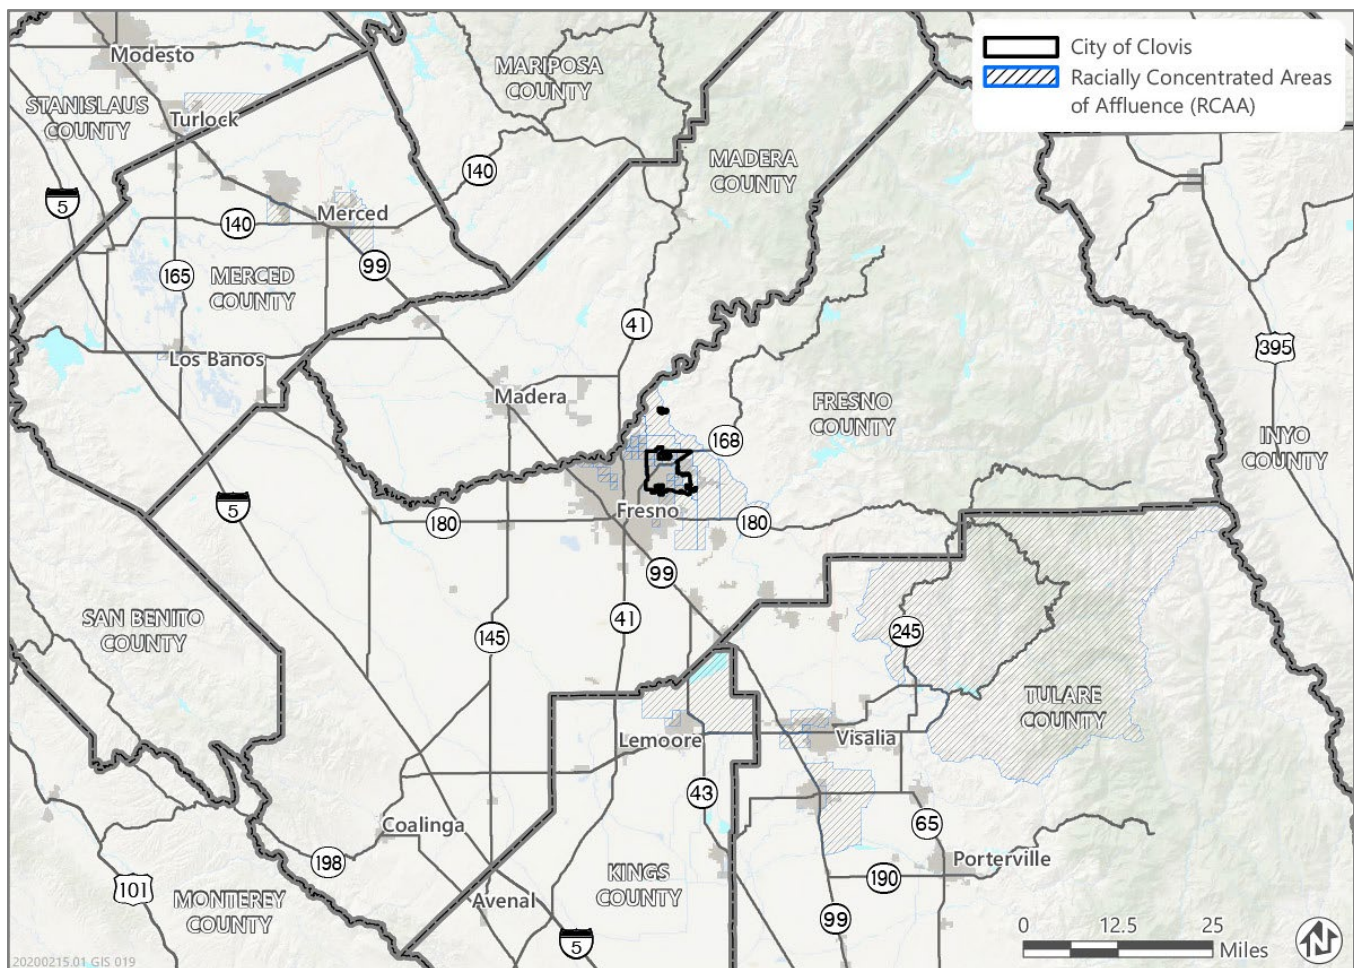 City of Clovis
Racially Concentrated Areas
of Affluence (RCAA)
Modesto
MARIPOSA
COUNTY
STANISLAUS
COUNTY
Turlock
MADERA
COUNTY
140
5
140
Merced
99
165
MERCED
COUNTY
41
395
Los Banos
Madera
FRESNO
COUNTY
168
INYO
COUNTY
5
180
Fresno
180
99
SAN BENITO
COUNTY
145
41
245
TULARE
COUNTY
Lemoore
Visalia
43
Coalinga
65
198
Porterville
KINGS
COUNTY
190
101
MONTEREY
COUNTY
Avenal
99
5
0 12.5 25
Miles
N
20200215.01 GIS 019